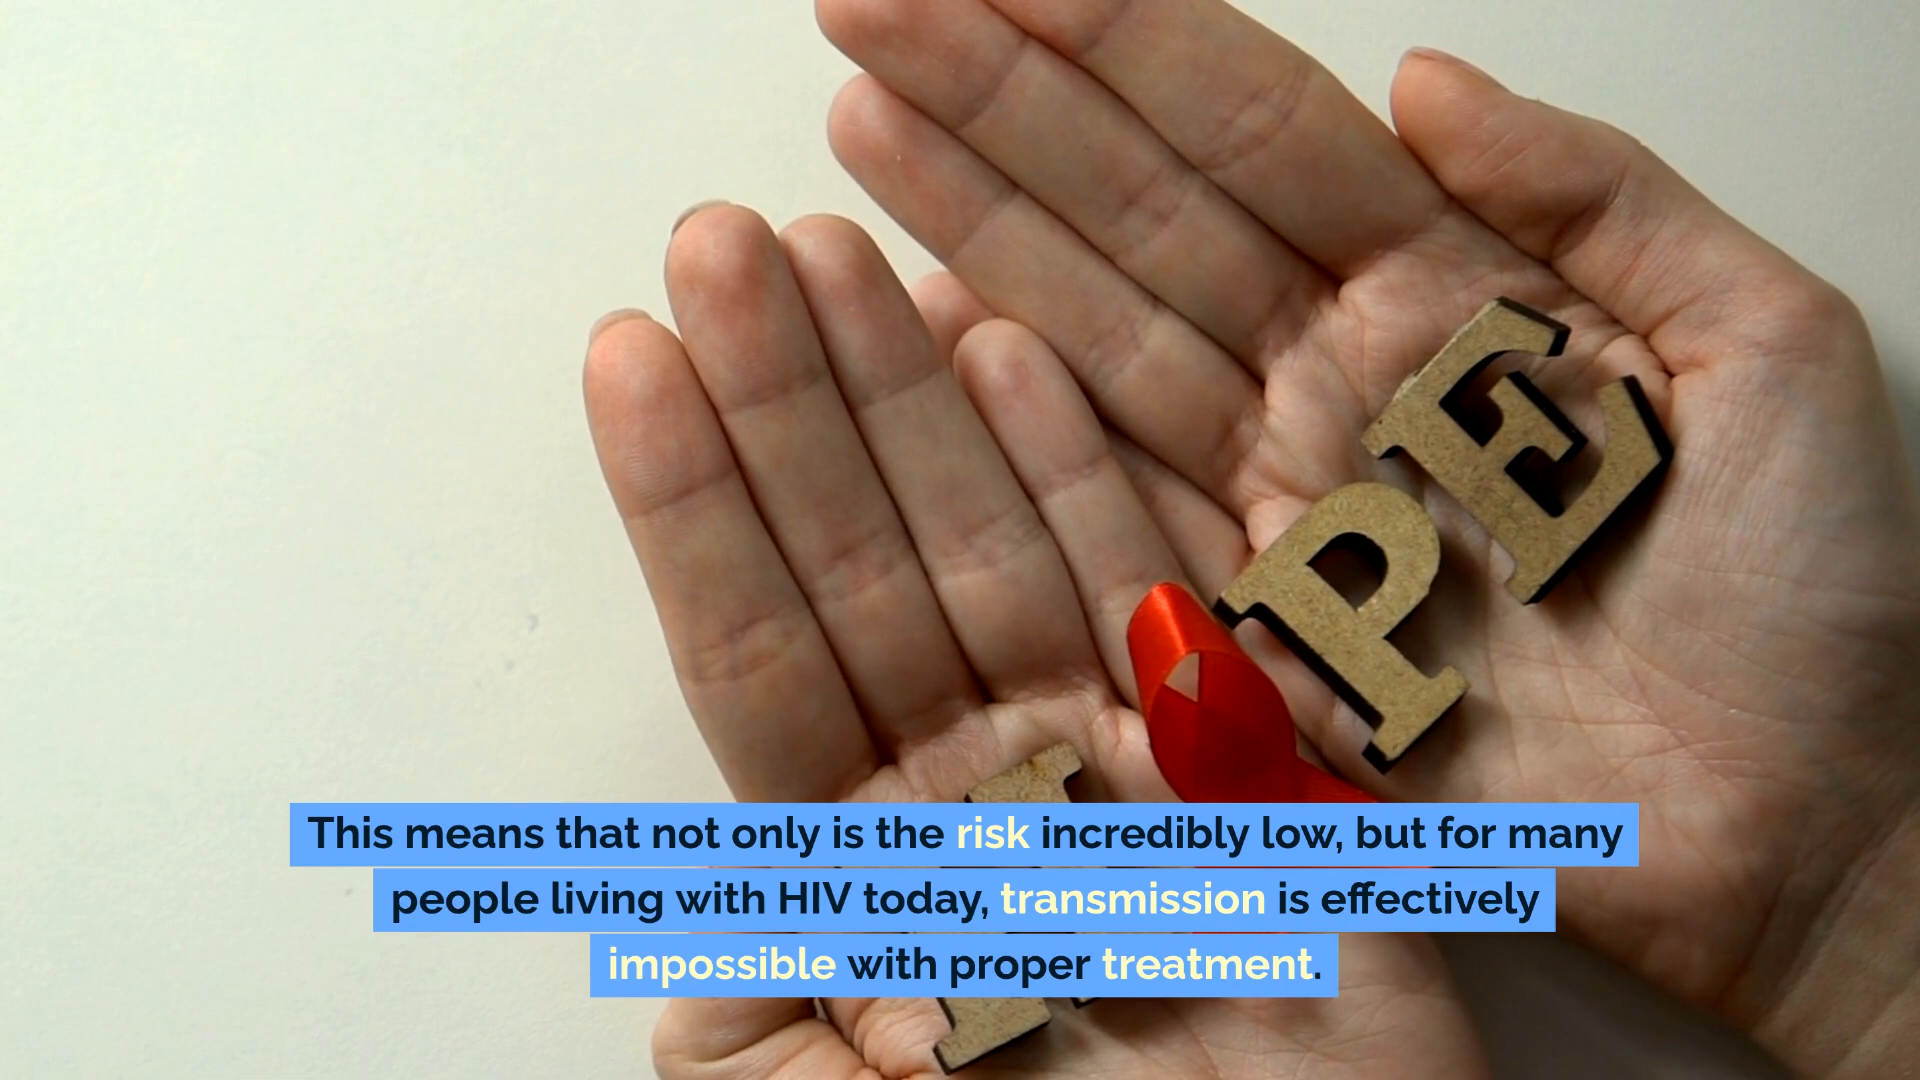 E
P
H
This means that not only is the risk incredibly low, but for many
people living with HIV today, transmission is effectively
impossible with proper treatment.